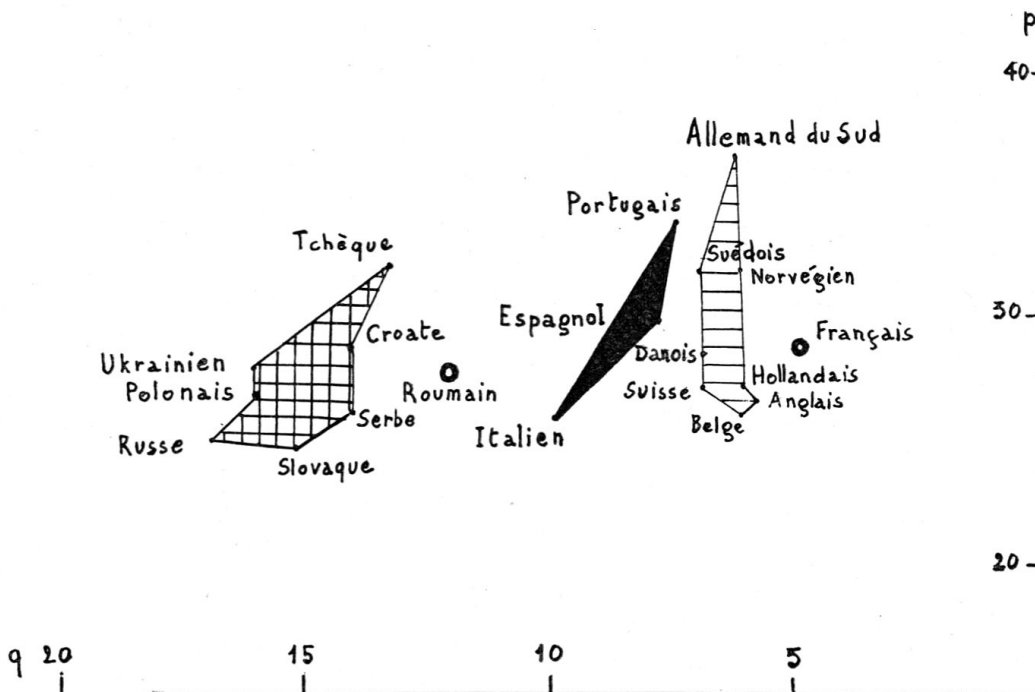 p
40
Allemand du Sud
Portugais
Tchèque
Suédois
Norvégien
30
Espagnol
Français
Croate
Danois
Ukrainien
Hollandais
Polonais
Roumain
Suisse
Anglais
Serbe
Belge
Italien
Russe
Slovaque
20
q 20 15 10 5